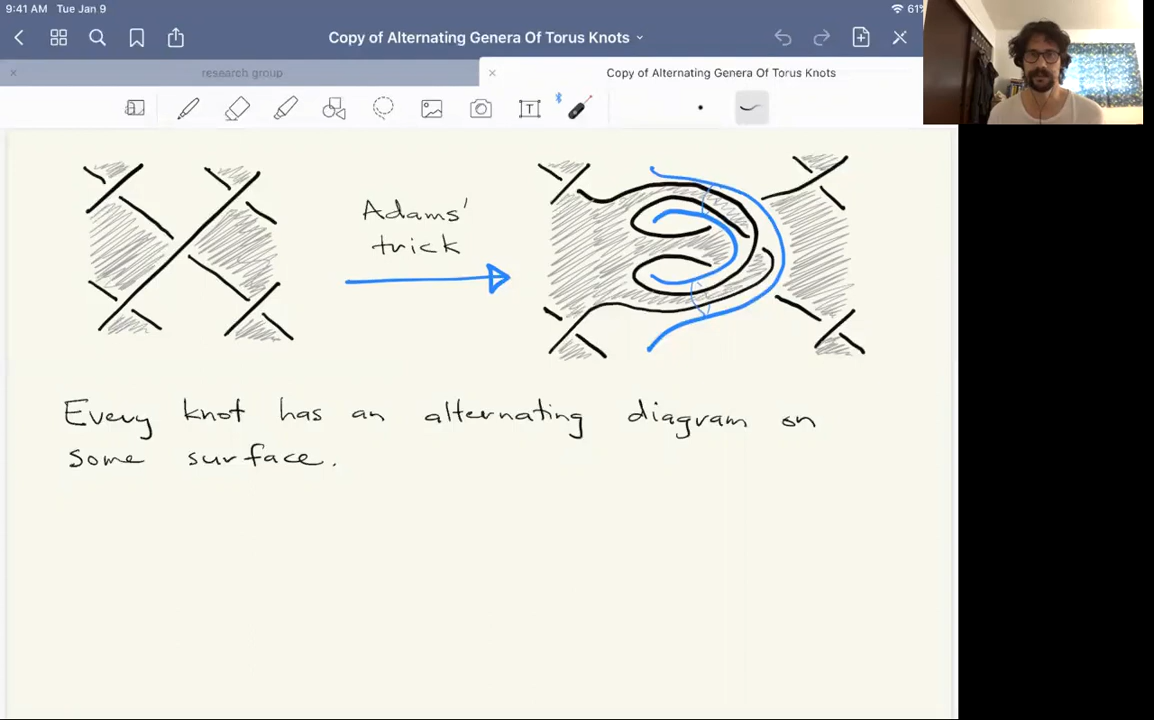 9:41 AM Tue Jan 9
61%
Copy of Alternating Genera Of Torus Knots
research group
Copy of Alternating Genera Of Torus Knots
T
Adams'
trick
Every knot has an alternating diagram on
some surface.